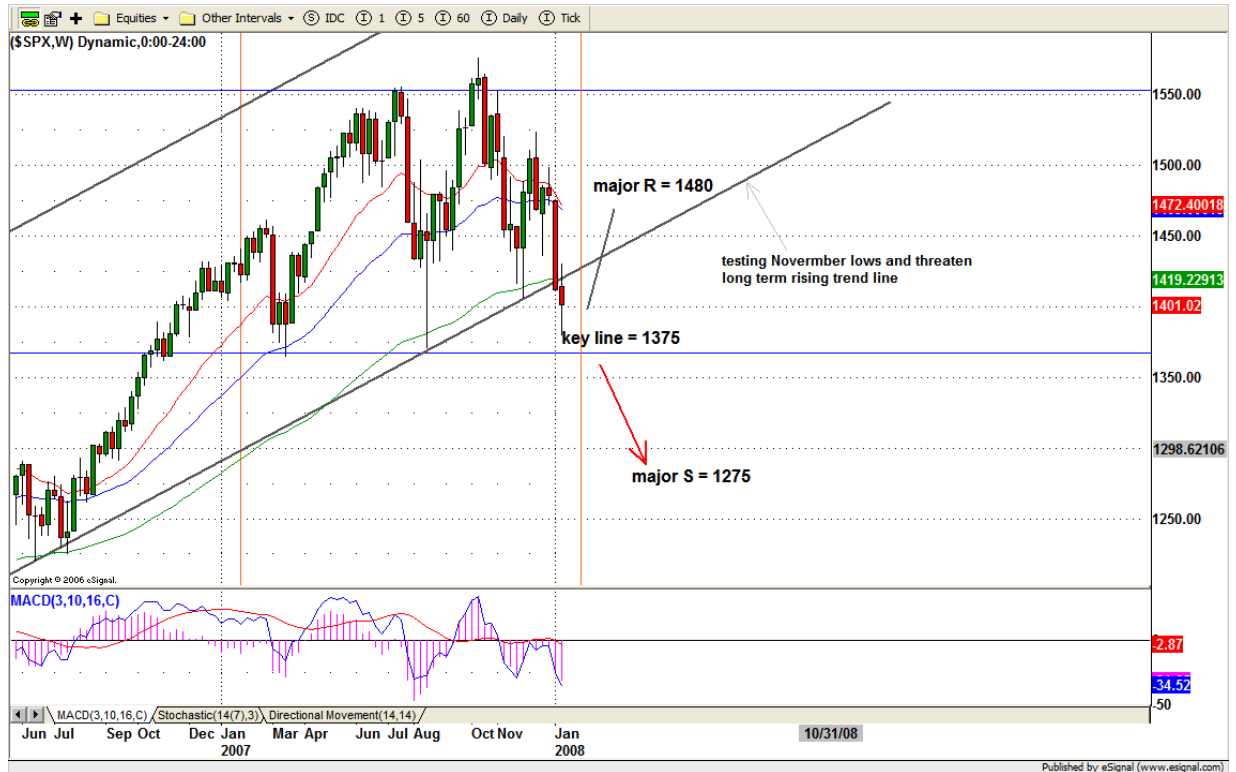 Equities Other Intervals S IDC I 1 I 5 I 60 I Daily I Tick
($SPX,W) Dynamic,0:00-24:00
1550.00
1500.00
major R = 1480
1472.40018
1450.00
testing Novermber lows and threaten
long term rising trend line
1419.22913
1401.02
key line = 1375
1350.00
1298.62106
major S = 1275
1250.00
Copyright © 2006 eSignal.
MACD(3,10,16,C)
-2.87
-34.52
-50
MACD(3,10,16,C) Stochastic(14(7),3) Directional Movement(14,14)
Jun Jul Sep Oct Dec Jan Mar Apr Jun Jul Aug Oct Nov Jan 10/31/08
2007 2008
Published by eSignal (www.esignal.com)